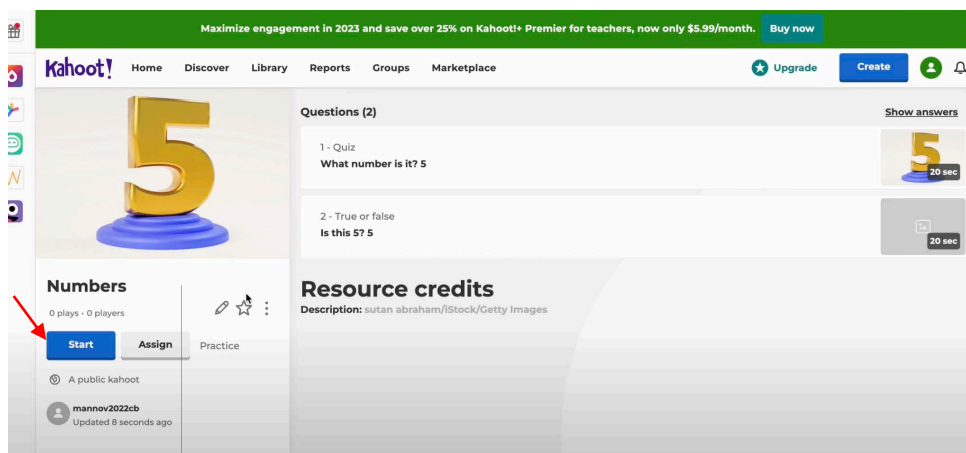 Maximize engagement in 2023 and save over 25% on Kahoot!+ Premier for teachers, now only $5.99/month. Buy now
Kahoot! Home Discover Library Reports Groups Marketplace Upgrade Create
Questions (2) Show answers
1 - Quiz
What number is it? 5
20 sec
2 - True or false
Is this 5? 5
20 sec
5
Numbers
0 plays · 0 players
Start Assign Practice
A public kahoot
mannov2022cb
Updated 8 seconds ago
Resource credits
Description: sutan abraham/iStock/Getty Images